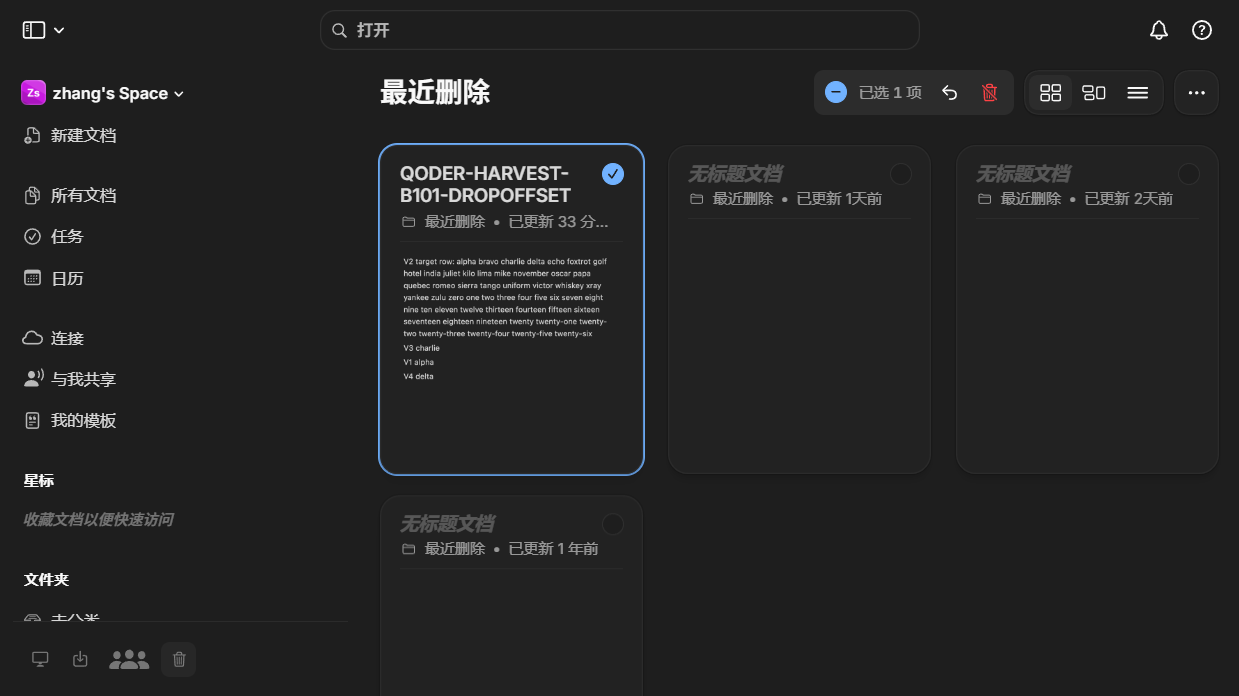 打开
Zs zhang's Space
新建文档
所有文档
任务
日历
连接
与我共享
我的模板
星标
收藏文档以便快速访问
文件夹
未分类
最近删除
已选 1 项
QODER-HARVEST-
B101-DROPOFFSET
最近删除 • 已更新 33 分...
V2 target row: alpha bravo charlie delta echo foxtrot golf
hotel india juliet kilo lima mike november oscar papa
quebec romeo sierra tango uniform victor whiskey xray
yankee zulu zero one two three four five six seven eight
nine ten eleven twelve thirteen fourteen fifteen sixteen
seventeen eighteen nineteen twenty twenty-one twenty-
two twenty-three twenty-four twenty-five twenty-six
V3 charlie
V1 alpha
V4 delta
无标题文档
最近删除 • 已更新 1天前
无标题文档
最近删除 • 已更新 2天前
无标题文档
最近删除 • 已更新 1 年前